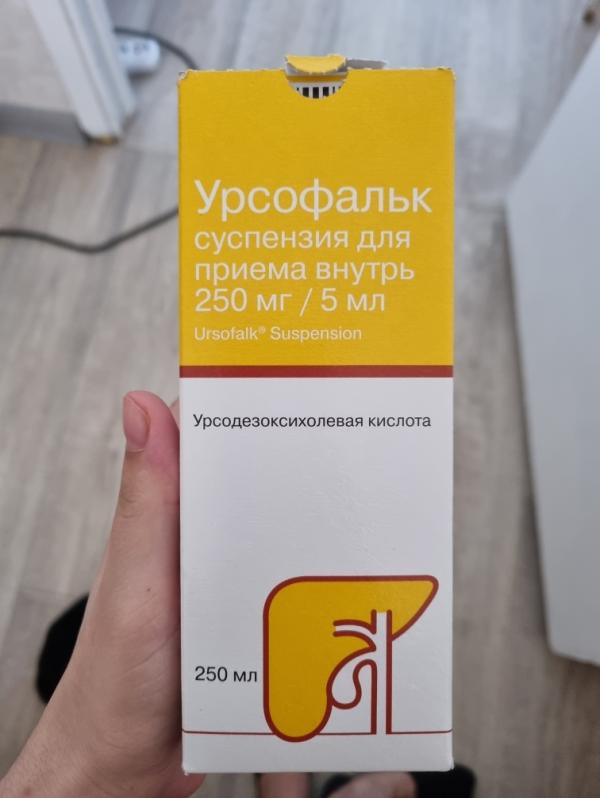 Урсофальк
суспензия для
приема внутрь
250 мг / 5 мл
Ursofalk® Suspension
Урсодезоксихолевая кислота
250 мл